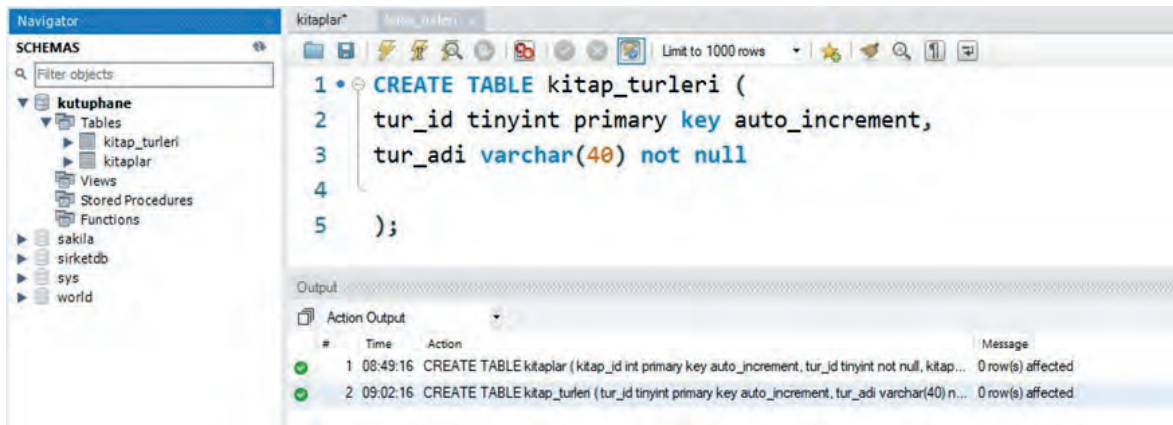 Navigator
SCHEMAS
Filter objects
kutuphane
Tables
kitap_turleri
kitaplar
Views
Stored Procedures
Functions
sakila
sirketdb
sys
world
kitaplar*
Limit to 1000 rows
1 CREATE TABLE kitap_turleri (
2 tur_id tinyint primary key auto_increment,
3 tur_adi varchar(40) not null
4
5 );
Output
Action Output
# Time Action Message
1 08:49:16 CREATE TABLE kitaplar ( kitap_id int primary key auto_increment, tur_id tinyint not null, kitap... 0 row(s) affected
2 09:02:16 CREATE TABLE kitap_turleri ( tur_id tinyint primary key auto_increment, tur_adi varchar(40) n... 0 row(s) affected